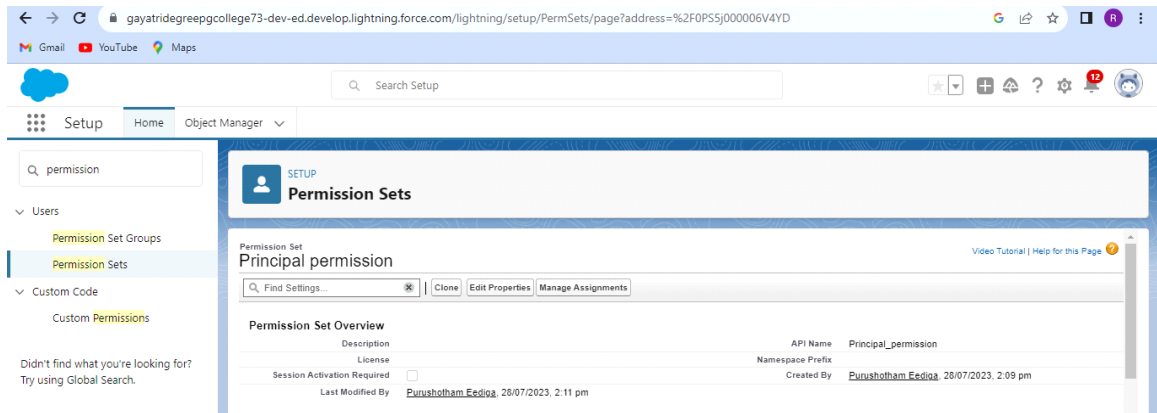 gayatridegreepgcollege73-dev-ed.develop.lightning.force.com/lightning/setup/PermSets/page?address=%2F0PS5j000006V4YD
G
R
Gmail YouTube Maps
Search Setup
12
Setup Home Object Manager
permission
Users
Permission Set Groups
Permission Sets
Custom Code
Custom Permissions
Didn't find what you're looking for?
Try using Global Search.
SETUP
Permission Sets
Permission Set
Principal permission
Video Tutorial | Help for this Page ?
Find Settings... Clone Edit Properties Manage Assignments
Permission Set Overview
Description API Name Principal_permission
License Namespace Prefix
Session Activation Required Created By Purushotham Eediga, 28/07/2023, 2:09 pm
Last Modified By Purushotham Eediga, 28/07/2023, 2:11 pm